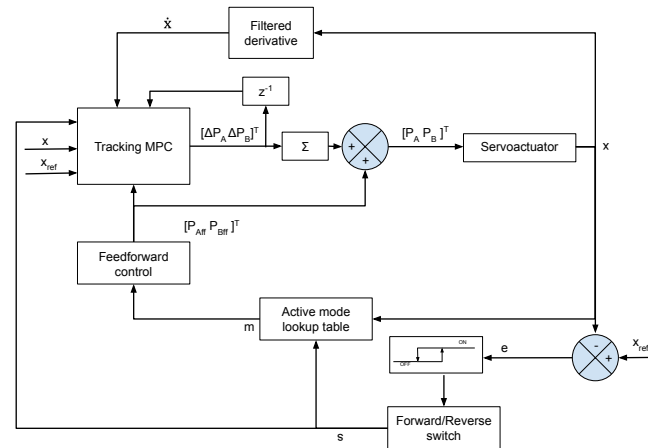 ẋ
Filtered
derivative
z⁻¹
[ΔP_A ΔP_B]ᵀ
[P_A P_B ]ᵀ
x
x_ref
Tracking MPC
Σ
+
+
Servoactuator
x
[P_Aff P_Bff ]ᵀ
Feedforward
control
m
Active mode
lookup table
ON
OFF
e
-
+
x_ref
Forward/Reverse
switch
s